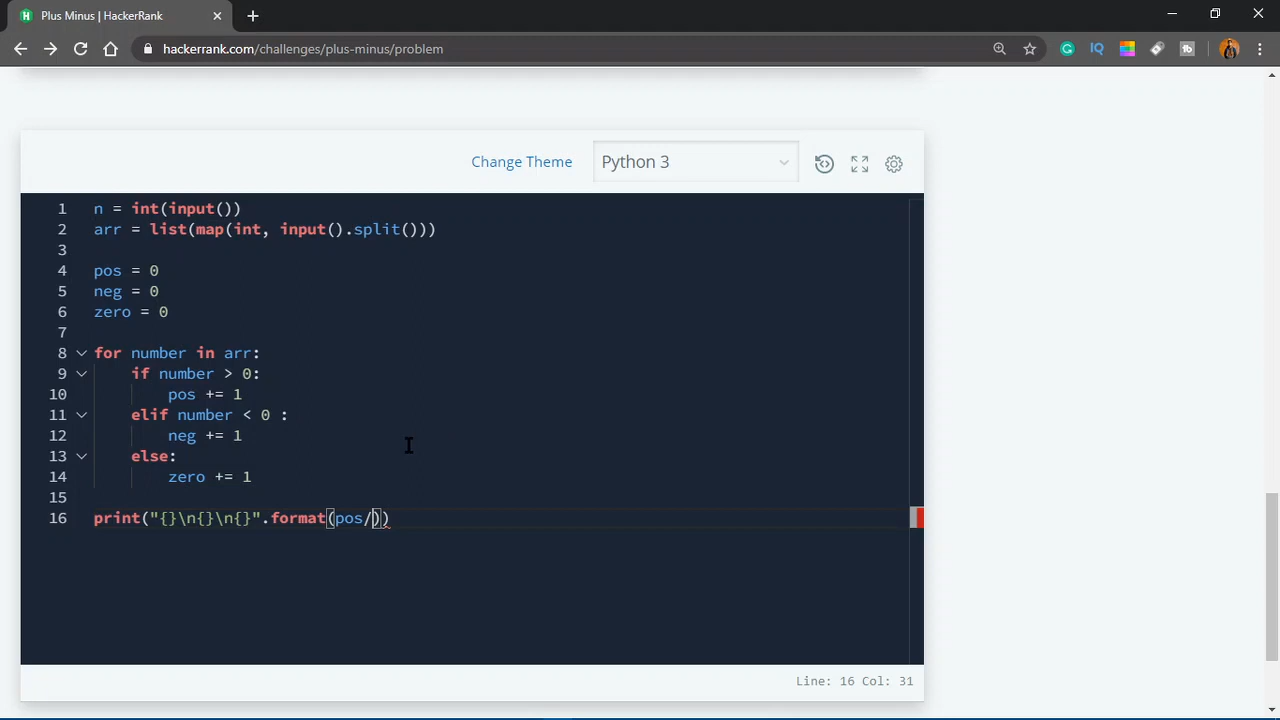 Plus Minus | HackerRank
hackerrank.com/challenges/plus-minus/problem
Change Theme
Python 3
1 n = int(input())
2 arr = list(map(int, input().split()))
3
4 pos = 0
5 neg = 0
6 zero = 0
7
8 for number in arr:
9 if number > 0:
10 pos += 1
11 elif number < 0 :
12 neg += 1
13 else:
14 zero += 1
15
16 print("{}\n{}\n{}".format(pos/))
Line: 16 Col: 31